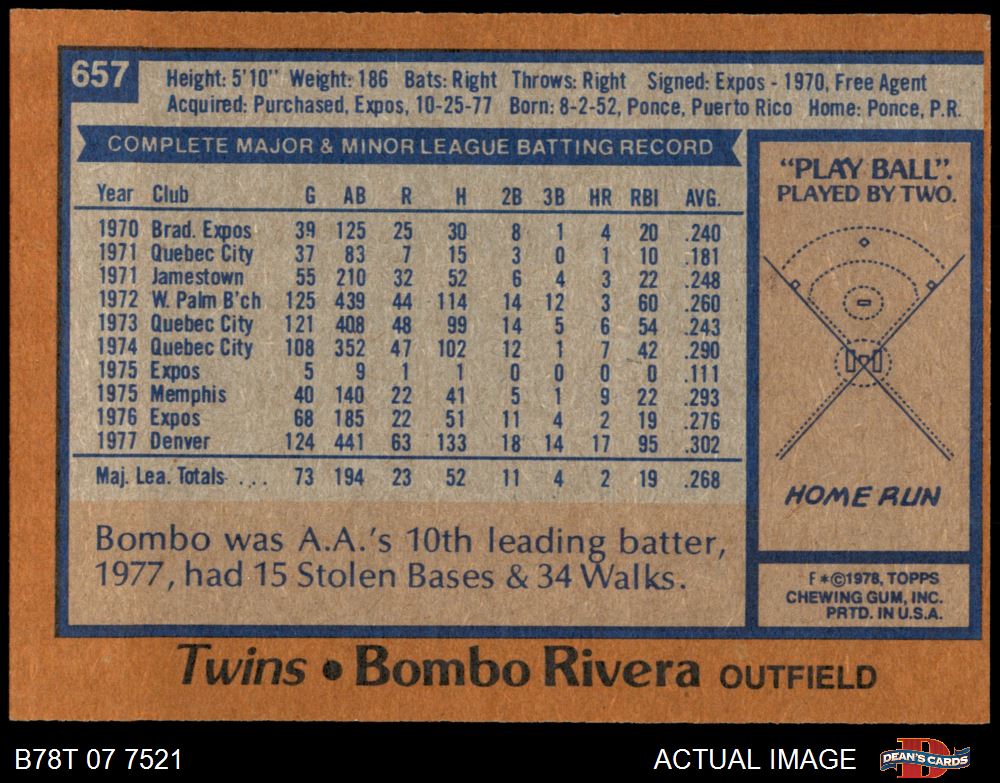 657
Height: 5'10" Weight: 186 Bats: Right Throws: Right Signed: Expos - 1970, Free Agent
Acquired: Purchased, Expos, 10-25-77 Born: 8-2-52, Ponce, Puerto Rico Home: Ponce, P.R.
COMPLETE MAJOR & MINOR LEAGUE BATTING RECORD
Year Club G AB R H 2B 3B HR RBI AVG.
1970 Brad. Expos 39 125 25 30 8 1 4 20 .240
1971 Quebec City 37 83 7 15 3 0 1 10 .181
1971 Jamestown 55 210 32 52 6 4 3 22 .248
1972 W. Palm B'ch 125 439 44 114 14 12 3 60 .260
1973 Quebec City 121 408 48 99 14 5 6 54 .243
1974 Quebec City 108 352 47 102 12 1 7 42 .290
1975 Expos 5 9 1 1 0 0 0 0 .111
1975 Memphis 40 140 22 41 5 1 9 22 .293
1976 Expos 68 185 22 51 11 4 2 19 .276
1977 Denver 124 441 63 133 18 14 17 95 .302
Maj. Lea. Totals . . . . 73 194 23 52 11 4 2 19 .268
Bombo was A.A.'s 10th leading batter,
1977, had 15 Stolen Bases & 34 Walks.
"PLAY BALL".
PLAYED BY TWO.
HOME RUN
F*©1978, TOPPS
CHEWING GUM, INC.
PRTD. IN U.S.A.
Twins • Bombo Rivera OUTFIELD
B78T 07 7521
ACTUAL IMAGE
DEAN'S CARDS